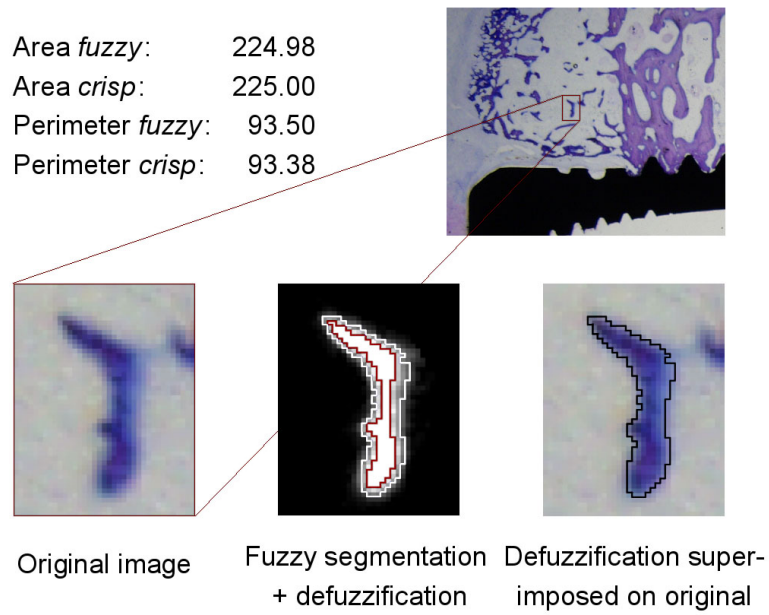 Area fuzzy: 224.98
Area crisp: 225.00
Perimeter fuzzy: 93.50
Perimeter crisp: 93.38
Original image
Fuzzy segmentation
+ defuzzification
Defuzzification super-
imposed on original